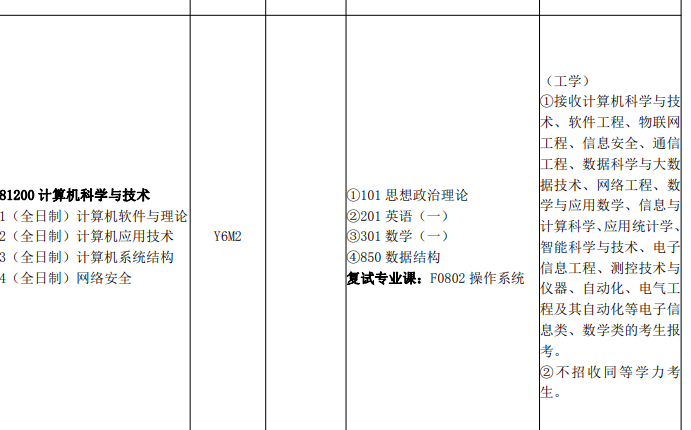 81200 计算机科学与技术
1（全日制）计算机软件与理论
2（全日制）计算机应用技术
3（全日制）计算机系统结构
4（全日制）网络安全
Y6M2
①101 思想政治理论
②201 英语（一）
③301 数学（一）
④850 数据结构
复试专业课：F0802 操作系统
（工学）
①接收计算机科学与技
术、软件工程、物联网
工程、信息安全、通信
工程、数据科学与大数
据技术、网络工程、数
学与应用数学、信息与
计算科学、应用统计学、
智能科学与技术、电子
信息工程、测控技术与
仪器、自动化、电气工
程及其自动化等电子信
息类、数学类的考生报
考。
②不招收同等学力考
生。